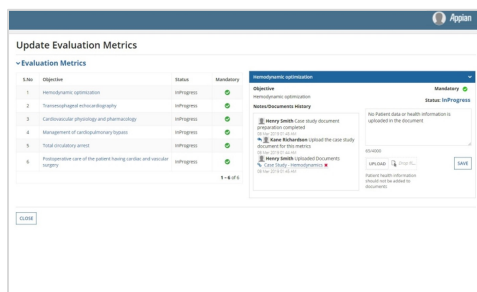 Appian
Update Evaluation Metrics
Evaluation Metrics
S.No Objective Status Mandatory
1 Hemodynamic optimization InProgress
2 Transesophageal echocardiography InProgress
3 Cardiovascular physiology and pharmacology InProgress
4 Management of cardiopulmonary bypass InProgress
5 Total circulatory arrest InProgress
6 Postoperative care of the patient having cardiac and vascular InProgress
surgery
1 - 6 of 6
Hemodynamic optimization
Objective Mandatory
Hemodynamic optimization Status: InProgress
Notes/Documents History
Henry Smith Case study document
preparation completed
Kane Richardson Upload the case study
document for this metrics
Henry Smith Uploaded Documents
Case Study - Hemodynamics
No Patient data or health information is
uploaded in the document
UPLOAD
SAVE
Patient health information
should not be added to
documents
CLOSE